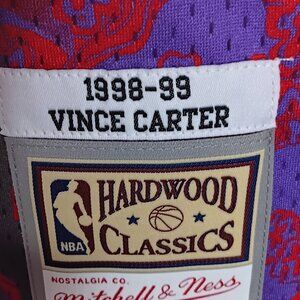 1998-99
VINCE CARTER
HARDWOOD
NBA
CLASSICS
NOSTALGIA CO.
Mitchell & Ness